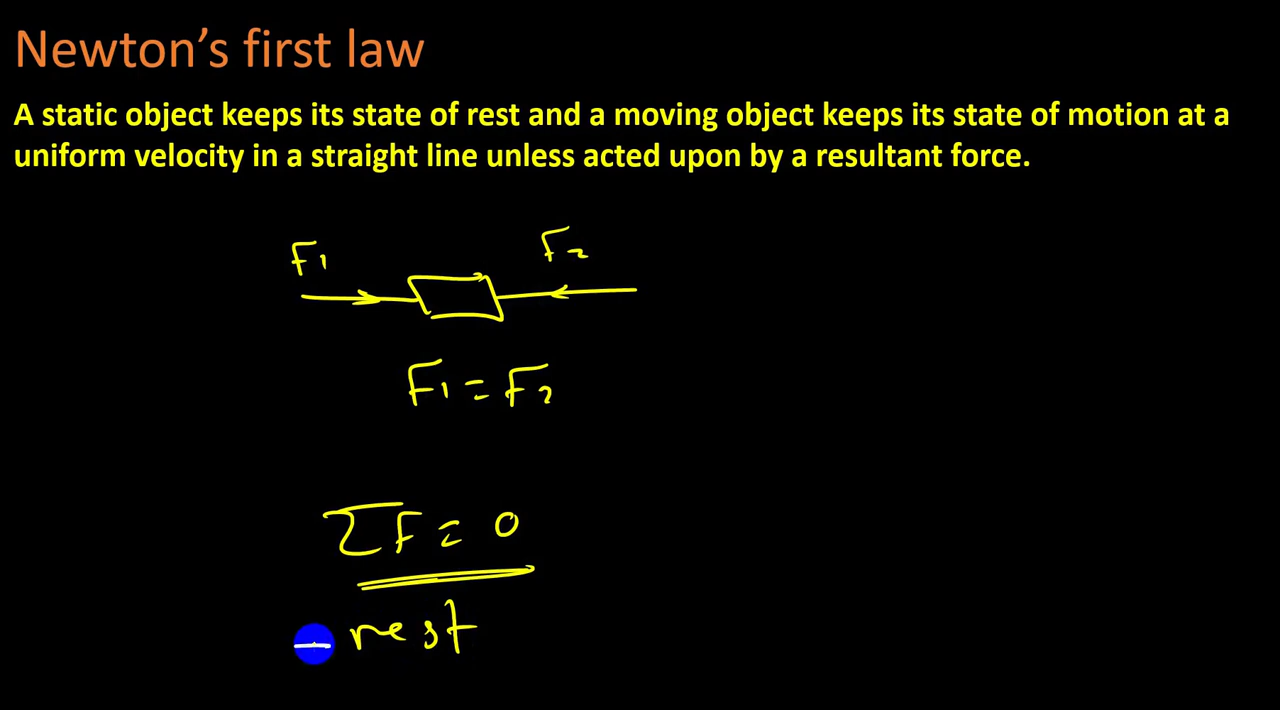 Newton's first law
A static object keeps its state of rest and a moving object keeps its state of motion at a
uniform velocity in a straight line unless acted upon by a resultant force.
F1 F2
F1 = F2
ΣF = 0
- rest